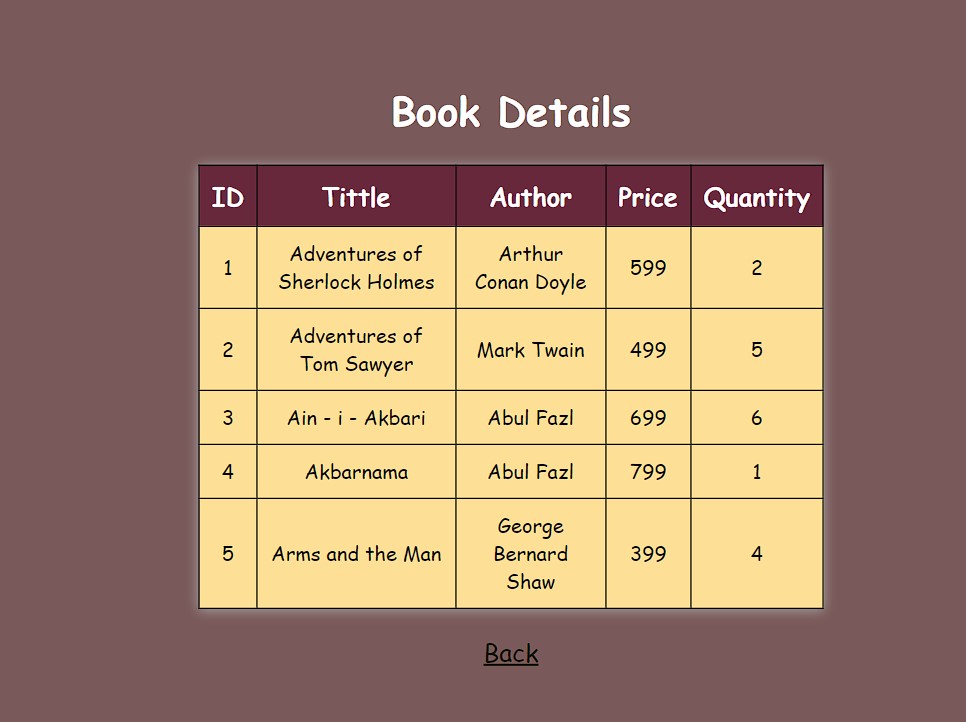 Book Details
ID Tittle Author Price Quantity
1 Adventures of Sherlock Holmes Arthur Conan Doyle 599 2
2 Adventures of Tom Sawyer Mark Twain 499 5
3 Ain - i - Akbari Abul Fazl 699 6
4 Akbarnama Abul Fazl 799 1
5 Arms and the Man George Bernard Shaw 399 4
Back